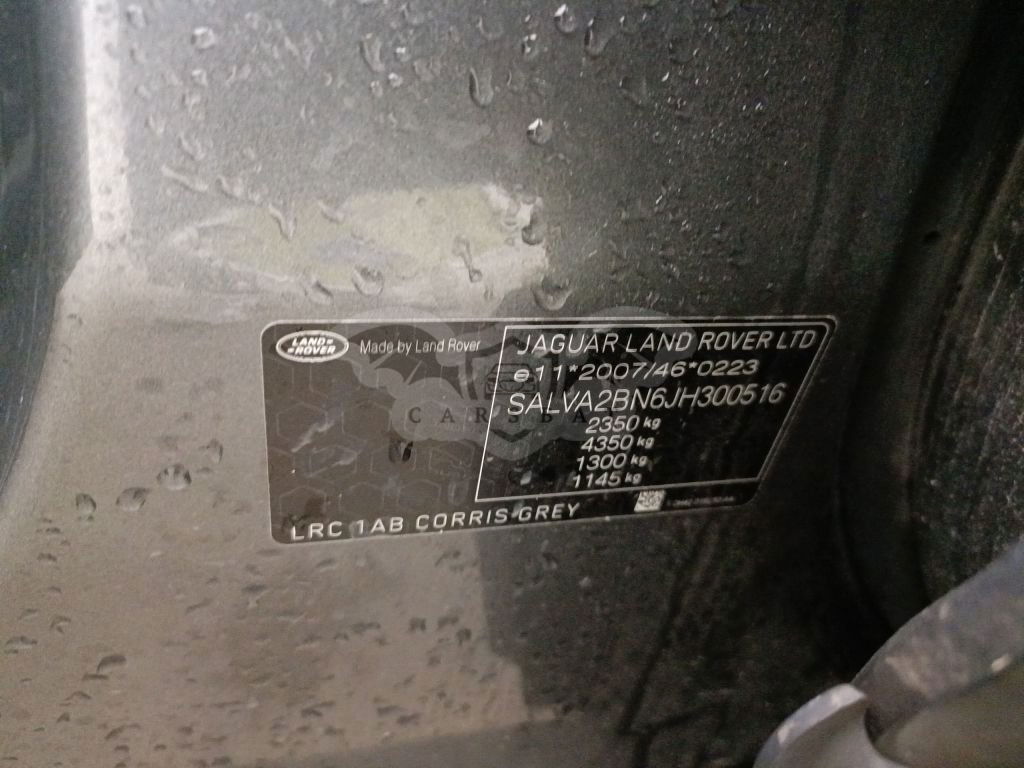 LAND
ROVER
Made by Land Rover
JAGUAR LAND ROVER LTD
e11*2007/46*0223
SALVA2BN6JH300516
2350 kg
4350 kg
1300 kg
1145 kg
LRC 1AB CORRIS GREY